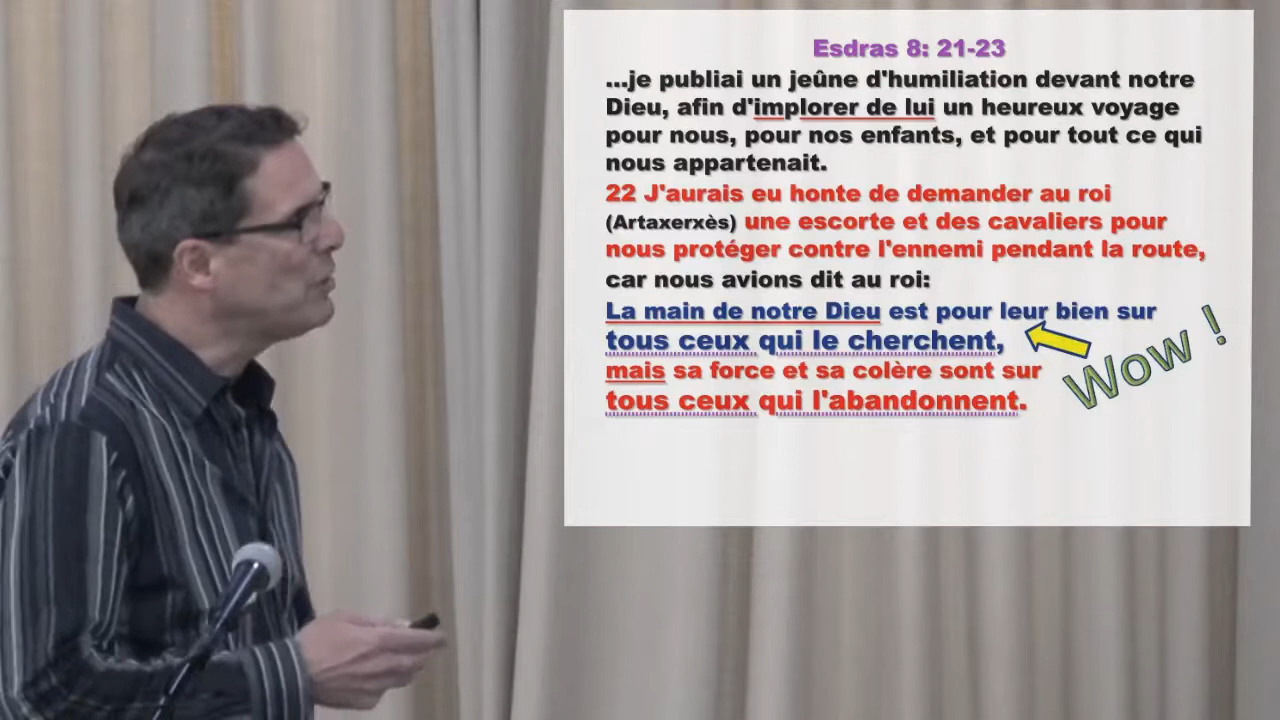 Esdras 8: 21-23
...je publiai un jeûne d'humiliation devant notre
Dieu, afin d'implorer de lui un heureux voyage
pour nous, pour nos enfants, et pour tout ce qui
nous appartenait.
22 J'aurais eu honte de demander au roi
(Artaxerxès) une escorte et des cavaliers pour
nous protéger contre l'ennemi pendant la route,
car nous avions dit au roi:
La main de notre Dieu est pour leur bien sur
tous ceux qui le cherchent,
mais sa force et sa colère sont sur
tous ceux qui l'abandonnent.
Wow !